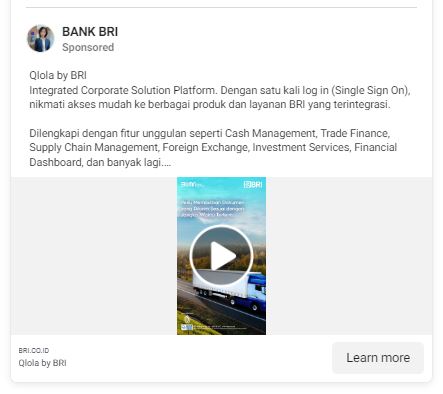 BANK BRI
Sponsored
Qlola by BRI
Integrated Corporate Solution Platform. Dengan satu kali log in (Single Sign On),
nikmati akses mudah ke berbagai produk dan layanan BRI yang terintegrasi.
Dilengkapi dengan fitur unggulan seperti Cash Management, Trade Finance,
Supply Chain Management, Foreign Exchange, Investment Services, Financial
Dashboard, dan banyak lagi....
BRI
BRI.CO.ID
Qlola by BRI
Learn more